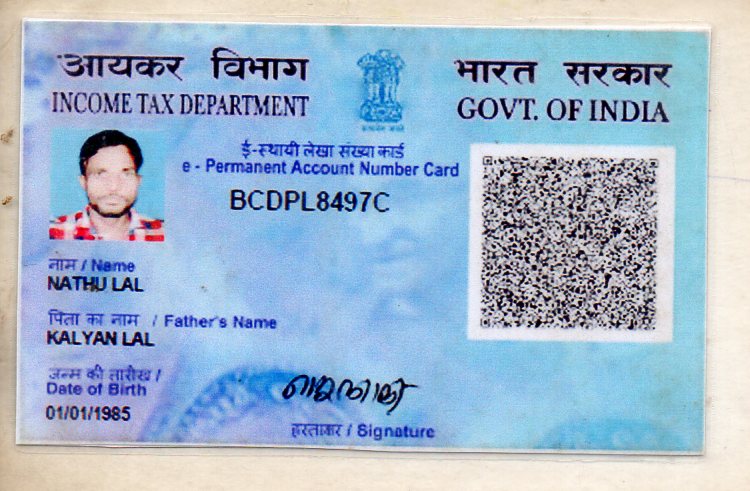 आयकर विभाग
INCOME TAX DEPARTMENT
भारत सरकार
GOVT. OF INDIA
ई-स्थायी लेखा संख्या कार्ड
e - Permanent Account Number Card
BCDPL8497C
नाम / Name
NATHU LAL
पिता का नाम / Father's Name
KALYAN LAL
जन्म की तारीख /
Date of Birth
01/01/1985
हस्ताक्षर / Signature